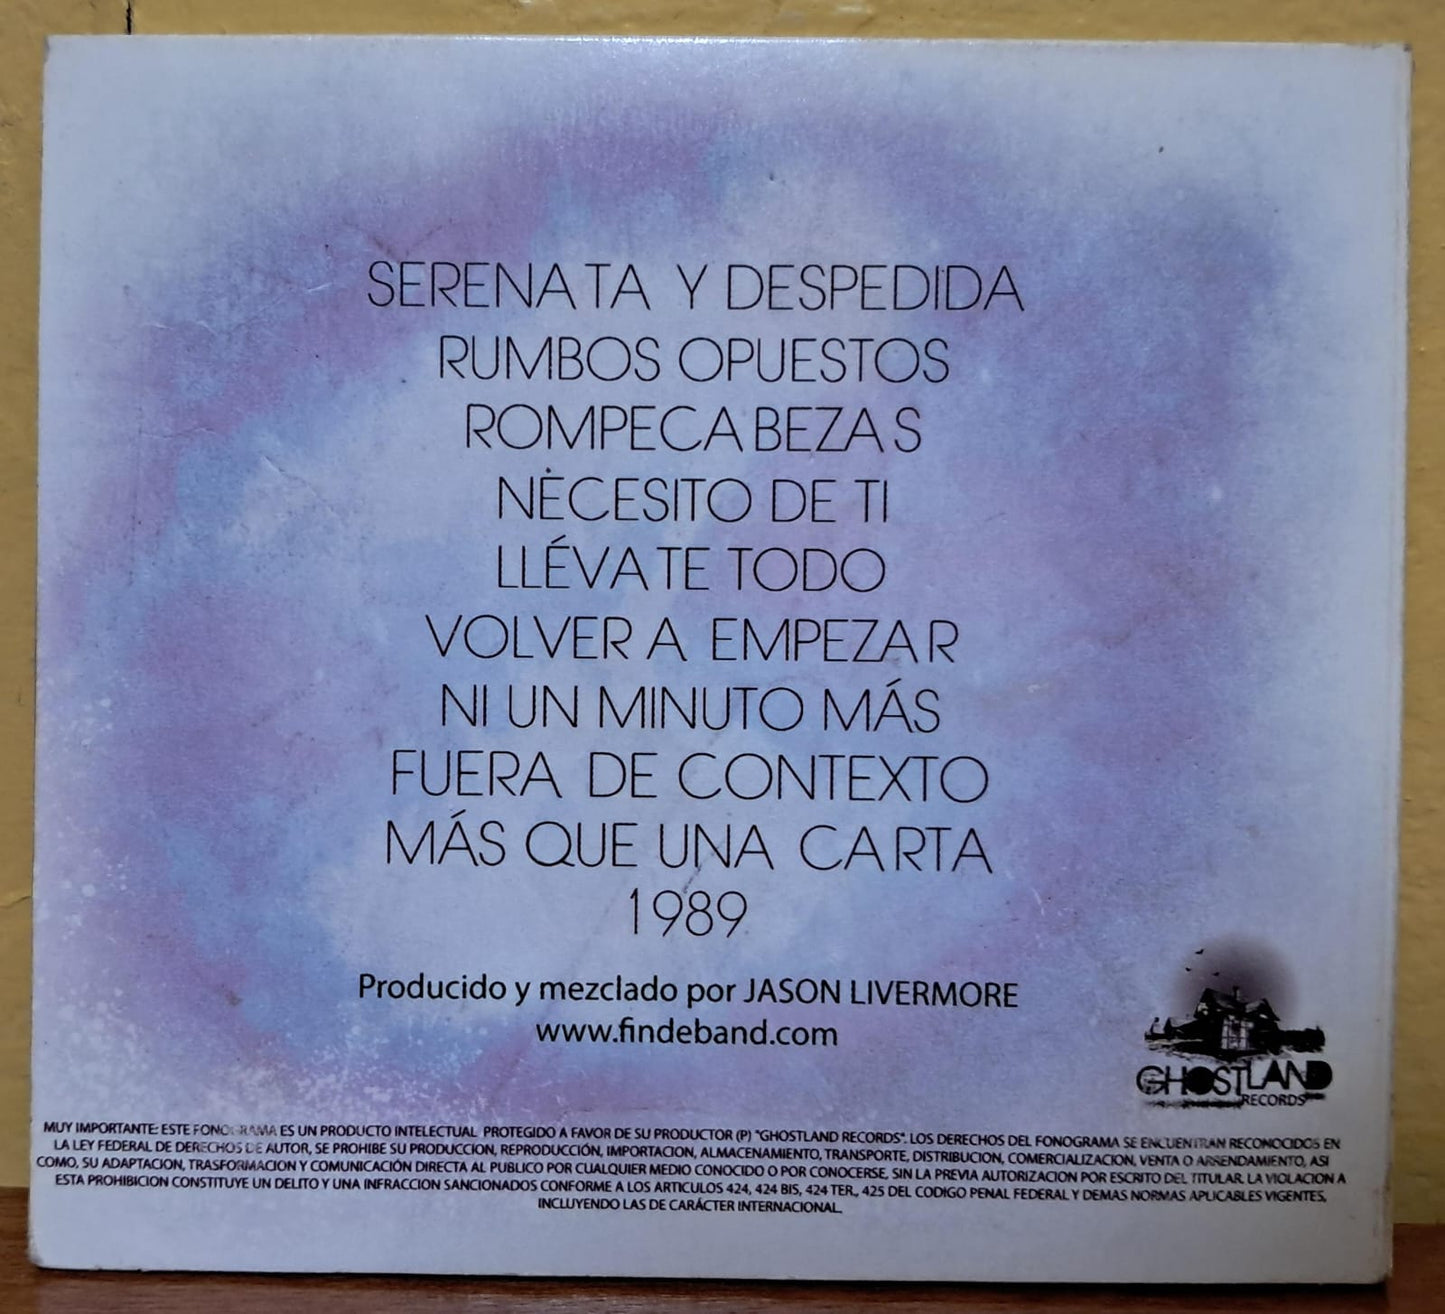 SERENATA Y DESPEDIDA
RUMBOS OPUESTOS
ROMPECABEZAS
NECESITO DE TI
LLÉVATE TODO
VOLVER A EMPEZAR
NI UN MINUTO MÁS
FUERA DE CONTEXTO
MÁS QUE UNA CARTA
1989
Producido y mezclado por JASON LIVERMORE
www.findeband.com
GHOSTLAND
RECORDS
MUY IMPORTANTE: ESTE FONOGRAMA ES UN PRODUCTO INTELECTUAL PROTEGIDO A FAVOR DE SU PRODUCTOR (P) "GHOSTLAND RECORDS". LOS DERECHOS DEL FONOGRAMA SE ENCUENTRAN RECONOCIDOS EN
LA LEY FEDERAL DE DERECHOS DE AUTOR, SE PROHIBE SU PRODUCCION, REPRODUCCIÓN, IMPORTACION, ALMACENAMIENTO, TRANSPORTE, DISTRIBUCION, COMERCIALIZACION, VENTA O ARRENDAMIENTO, ASI
COMO, SU ADAPTACION, TRASFORMACION Y COMUNICACIÓN DIRECTA AL PUBLICO POR CUALQUIER MEDIO CONOCIDO O POR CONOCERSE, SIN LA PREVIA AUTORIZACION POR ESCRITO DEL TITULAR. LA VIOLACION A
ESTA PROHIBICION CONSTITUYE UN DELITO Y UNA INFRACCION SANCIONADOS CONFORME A LOS ARTICULOS 424, 424 BIS, 424 TER, 425 DEL CODIGO PENAL FEDERAL Y DEMAS NORMAS APLICABLES VIGENTES,
INCLUYENDO LAS DE CARÁCTER INTERNACIONAL.